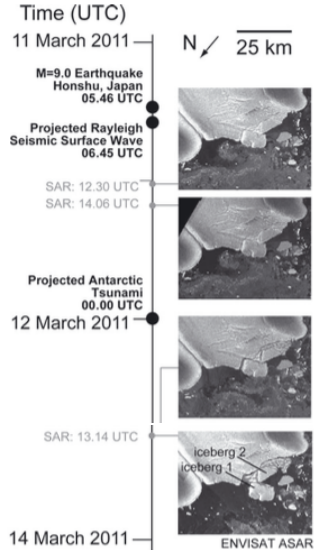 Time (UTC)
11 March 2011
N
25 km
M=9.0 Earthquake
Honshu, Japan
05.46 UTC
Projected Rayleigh
Seismic Surface Wave
06.45 UTC
SAR: 12.30 UTC
SAR: 14.06 UTC
Projected Antarctic
Tsunami
00.00 UTC
12 March 2011
SAR: 13.14 UTC
iceberg 2
iceberg 1
14 March 2011
ENVISAT ASAR